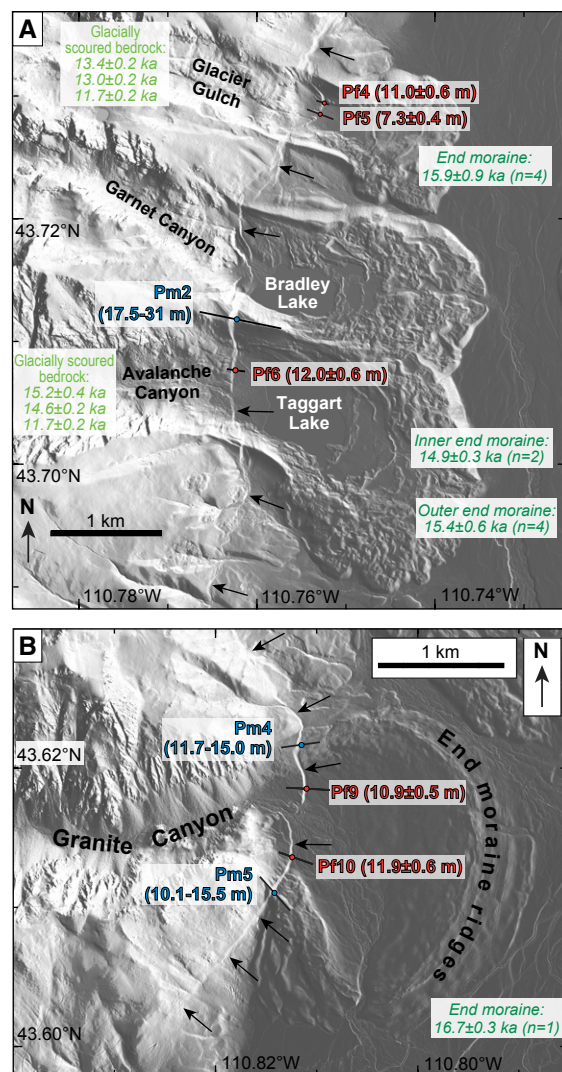 A
Glacially
scoured bedrock:
13.4±0.2 ka
13.0±0.2 ka
11.7±0.2 ka
Glacier
Gulch
Pf4 (11.0±0.6 m)
Pf5 (7.3±0.4 m)
End moraine:
15.9±0.9 ka (n=4)
Garnet Canyon
43.72°N
Bradley
Lake
Pm2
(17.5-31 m)
Glacially scoured
bedrock:
15.2±0.4 ka
14.6±0.2 ka
11.7±0.2 ka
Avalanche
Canyon
Pf6 (12.0±0.6 m)
Taggart
Lake
Inner end moraine:
14.9±0.3 ka (n=2)
43.70°N
Outer end moraine:
15.4±0.6 ka (n=4)
N
1 km
110.78°W
110.76°W
110.74°W
B
1 km
N
Pm4
(11.7-15.0 m)
43.62°N
Pf9 (10.9±0.5 m)
Granite Canyon
End moraine ridges
Pf10 (11.9±0.6 m)
Pm5
(10.1-15.5 m)
End moraine:
16.7±0.3 ka (n=1)
43.60°N
110.82°W
110.80°W